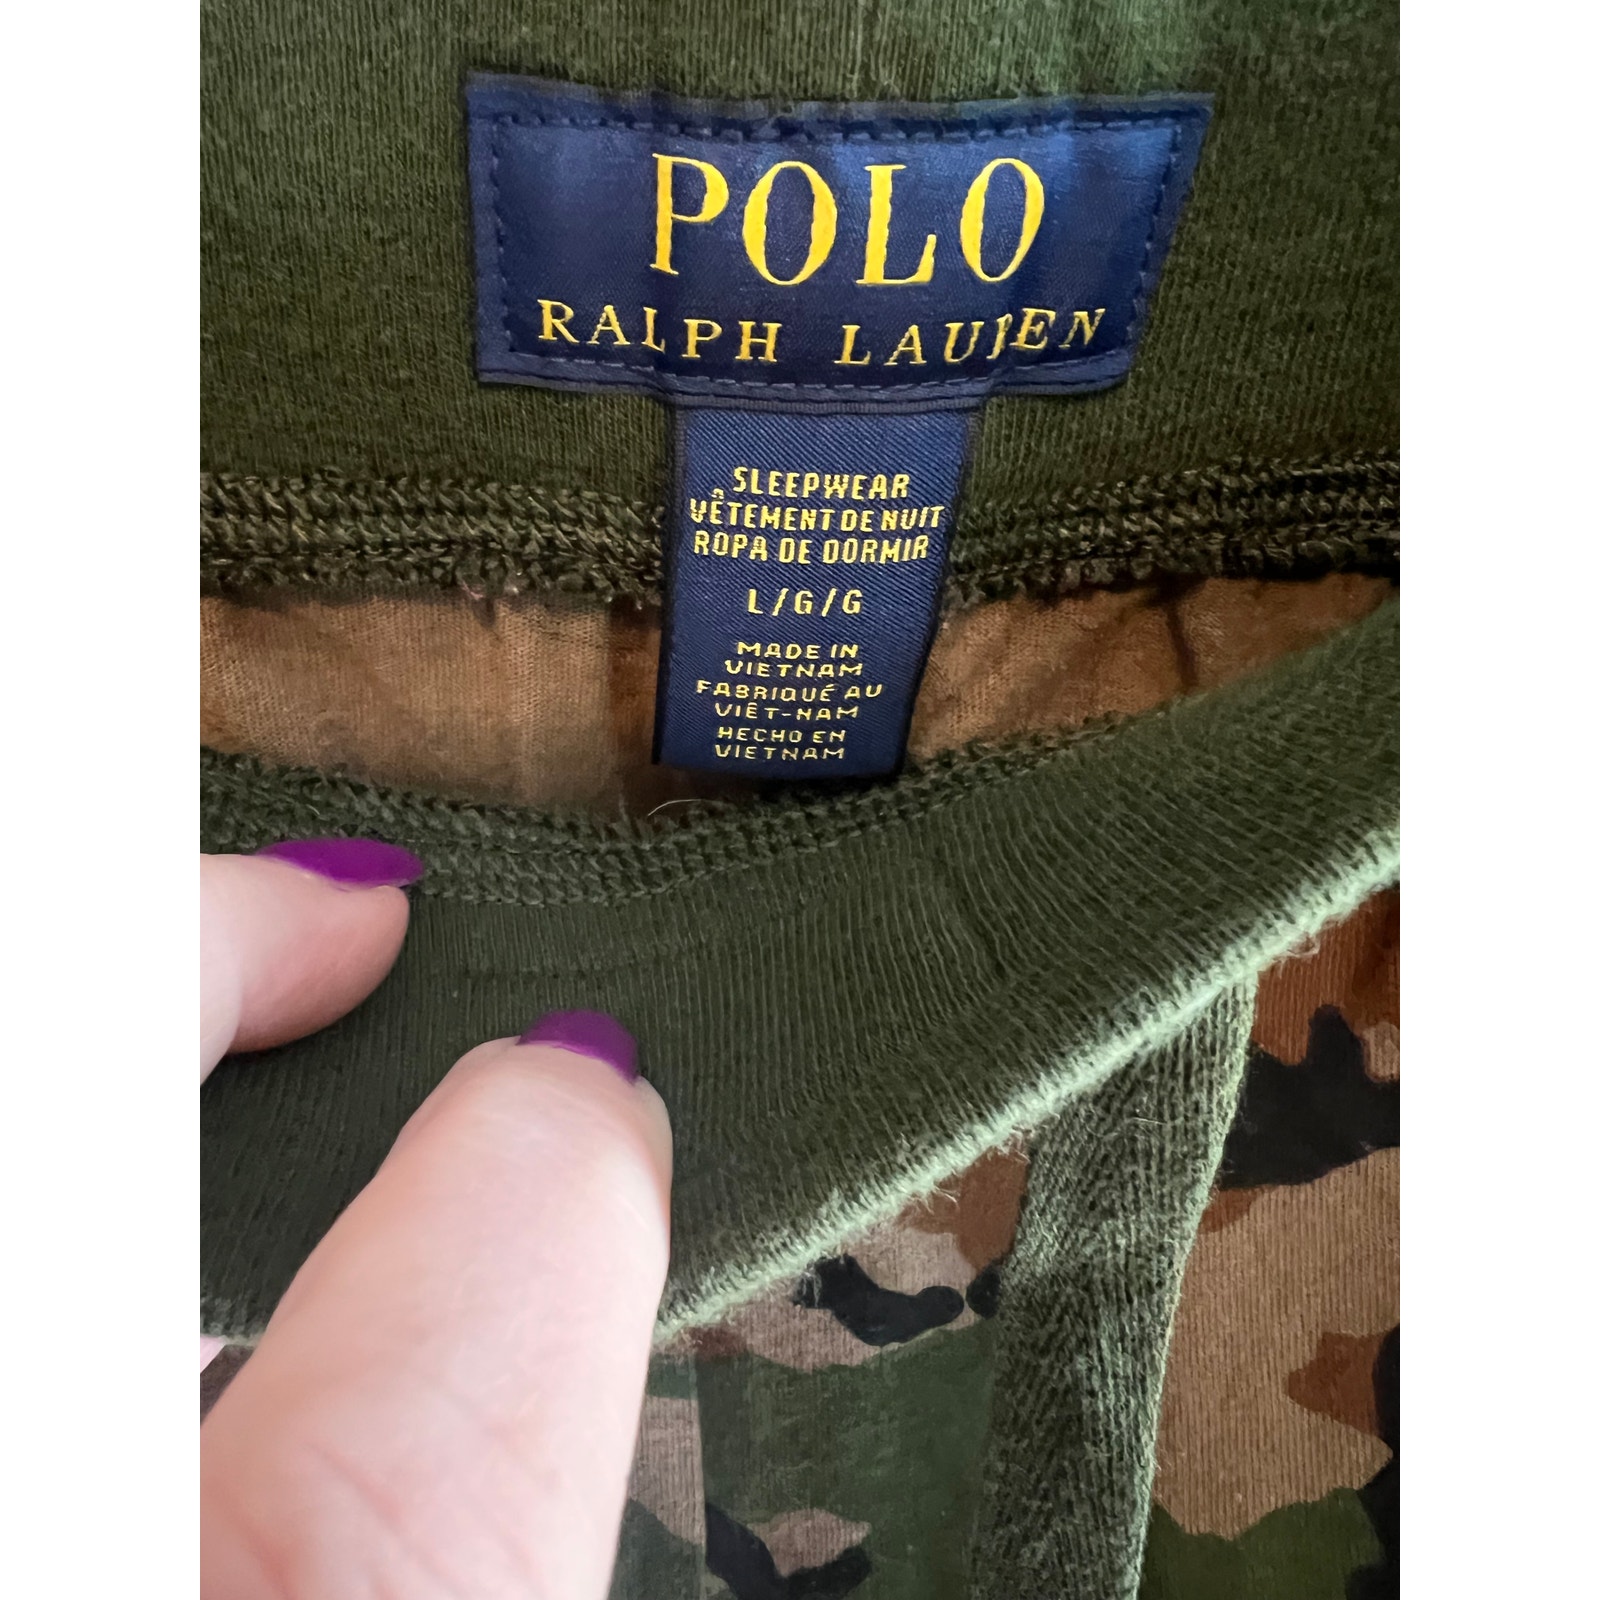 POLO
RALPH LAUREN
SLEEPWEAR
VÊTEMENT DE NUIT
ROPA DE DORMIR
L/G/G
MADE IN
VIETNAM
FABRIQUÉ AU
VIÊT-NAM
HECHO EN
VIETNAM